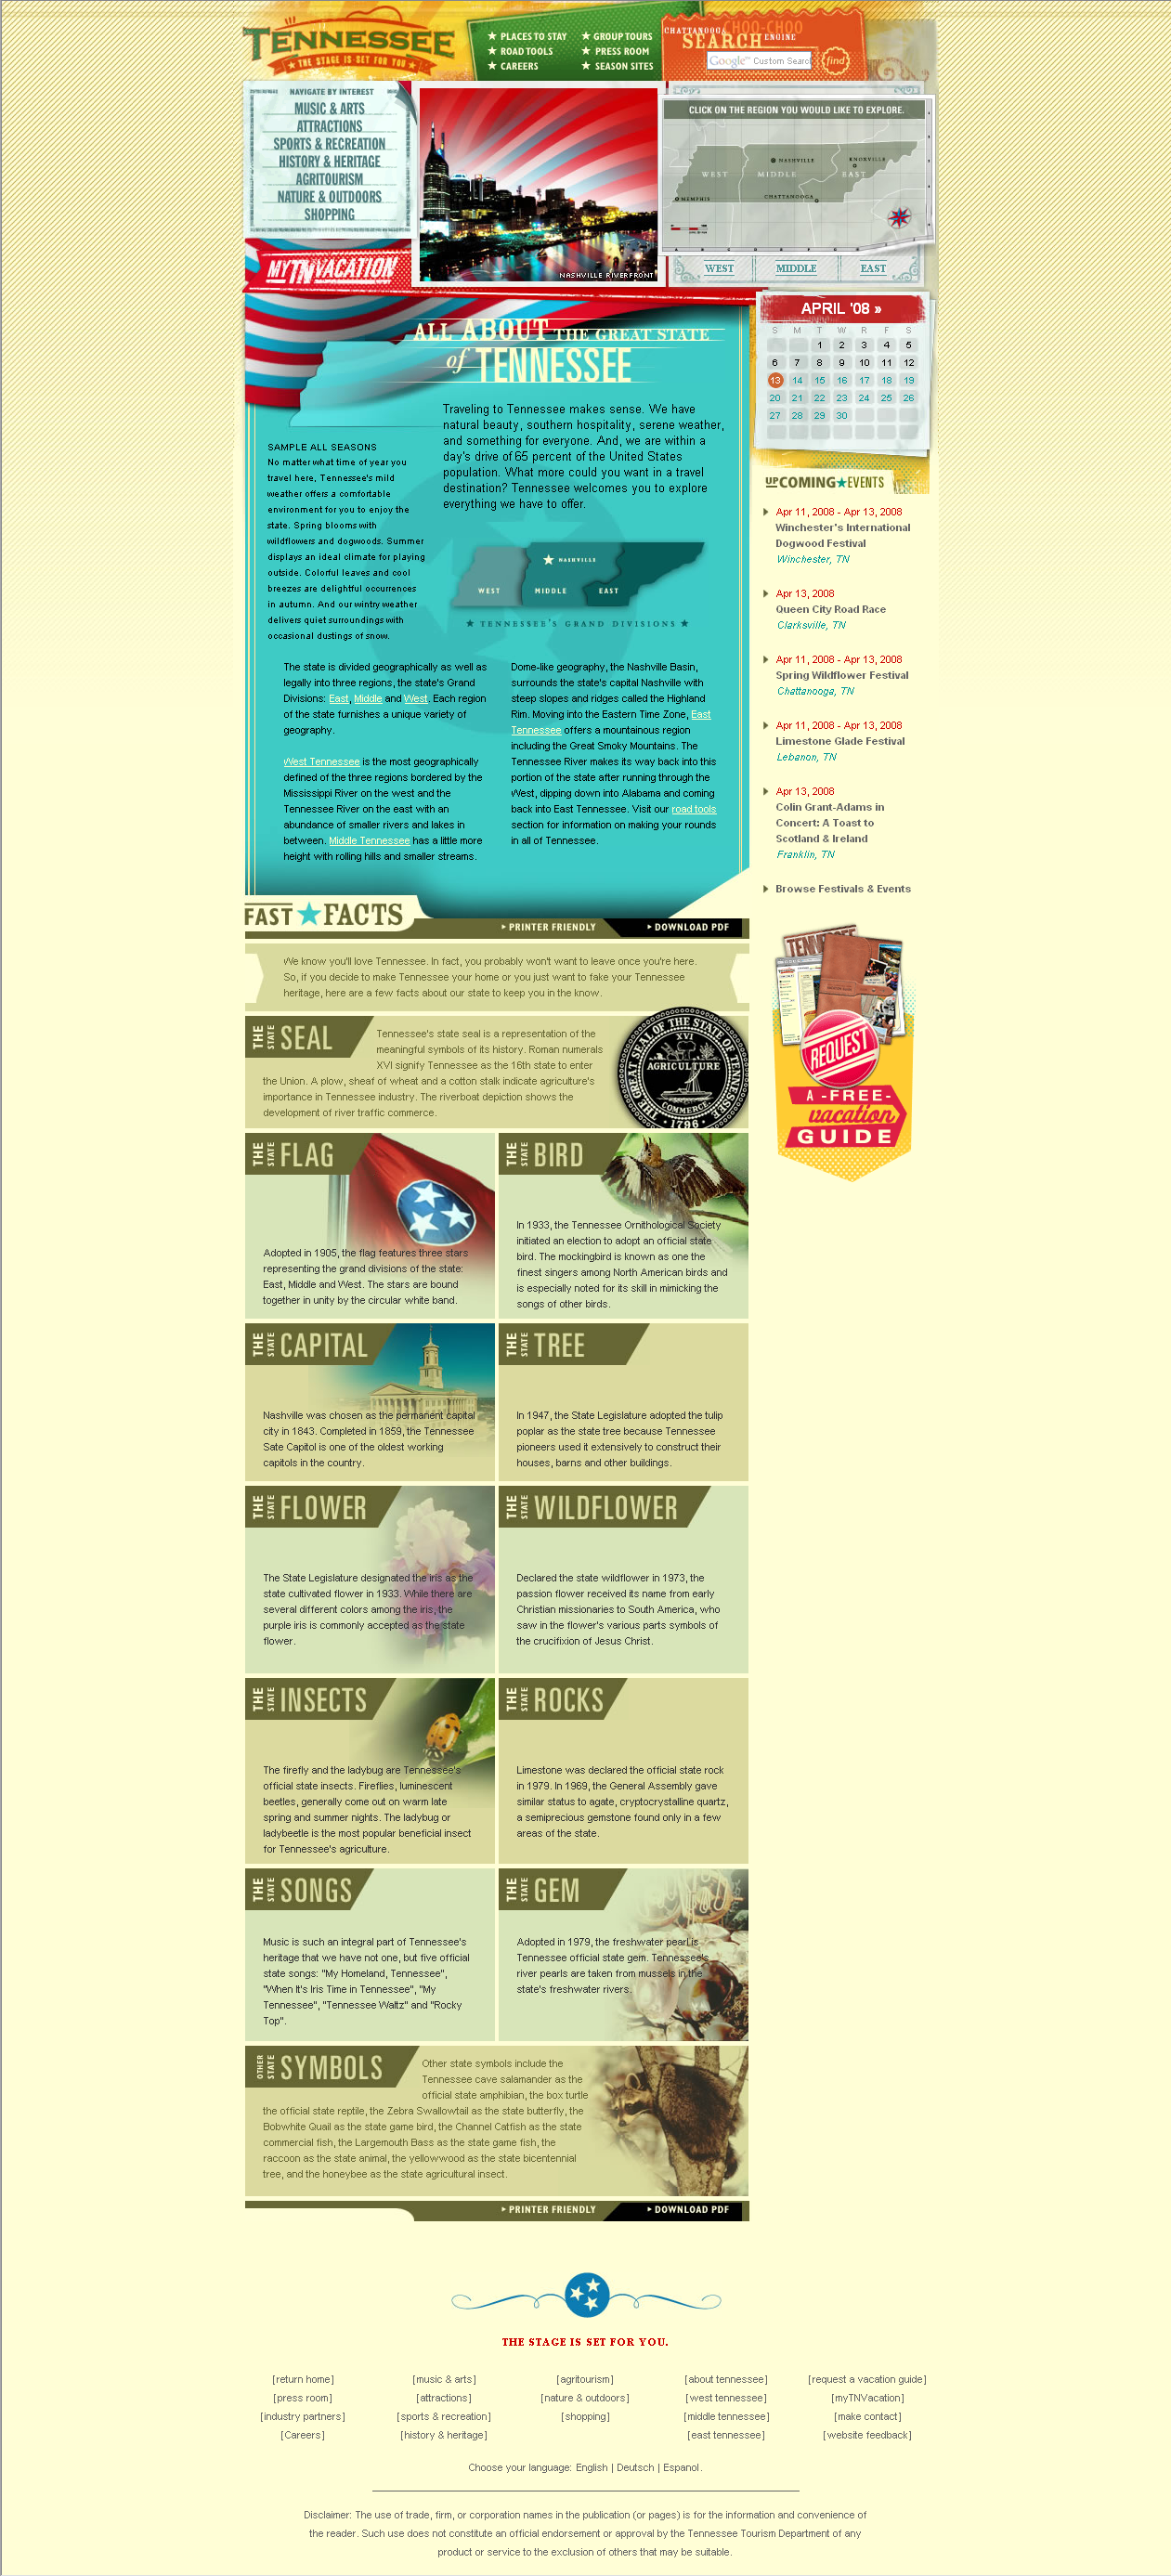 TENNESSEE
THE STAGE IS SET FOR YOU
PLACES TO STAY
ROAD TOOLS
CAREERS
GROUP TOURS
PRESS ROOM
SEASON SITES
CHATTANOOGA CHOO-CHOO
SEARCH ENGINE
Google Custom Searc
find
NAVIGATE BY INTEREST
MUSIC & ARTS
ATTRACTIONS
SPORTS & RECREATION
HISTORY & HERITAGE
AGRITOURISM
NATURE & OUTDOORS
SHOPPING
MY TN VACATION
NASHVILLE RIVERFRONT
CLICK ON THE REGION YOU WOULD LIKE TO EXPLORE.
NASHVILLE
KNOXVILLE
WEST MIDDLE EAST
MEMPHIS
CHATTANOOGA
WEST MIDDLE EAST
ALL ABOUT THE GREAT STATE
of TENNESSEE
Traveling to Tennessee makes sense. We have
natural beauty, southern hospitality, serene weather,
and something for everyone. And, we are within a
day's drive of 65 percent of the United States
population. What more could you want in a travel
destination? Tennessee welcomes you to explore
everything we have to offer.
SAMPLE ALL SEASONS
No matter what time of year you
travel here, Tennessee's mild
weather offers a comfortable
environment for you to enjoy the
state. Spring blooms with
wildflowers and dogwoods. Summer
displays an ideal climate for playing
outside. Colorful leaves and cool
breezes are delightful occurrences
in autumn. And our wintry weather
delivers quiet surroundings with
occasional dustings of snow.
NASHVILLE
WEST MIDDLE EAST
TENNESSEE'S GRAND DIVISIONS
The state is divided geographically as well as
legally into three regions, the state's Grand
Divisions: East, Middle and West. Each region
of the state furnishes a unique variety of
geography.
West Tennessee is the most geographically
defined of the three regions bordered by the
Mississippi River on the west and the
Tennessee River on the east with an
abundance of smaller rivers and lakes in
between. Middle Tennessee has a little more
height with rolling hills and smaller streams.
Dome-like geography, the Nashville Basin,
surrounds the state's capital Nashville with
steep slopes and ridges called the Highland
Rim. Moving into the Eastern Time Zone, East
Tennessee offers a mountainous region
including the Great Smoky Mountains. The
Tennessee River makes its way back into this
portion of the state after running through the
West, dipping down into Alabama and coming
back into East Tennessee. Visit our road tools
section for information on making your rounds
in all of Tennessee.
APRIL '08 »
S M T W R F S
1 2 3 4 5
6 7 8 9 10 11 12
13 14 15 16 17 18 19
20 21 22 23 24 25 26
27 28 29 30
UPCOMING EVENTS
Apr 11, 2008 - Apr 13, 2008
Winchester's International
Dogwood Festival
Winchester, TN
Apr 13, 2008
Queen City Road Race
Clarksville, TN
Apr 11, 2008 - Apr 13, 2008
Spring Wildflower Festival
Chattanooga, TN
Apr 11, 2008 - Apr 13, 2008
Limestone Glade Festival
Lebanon, TN
Apr 13, 2008
Colin Grant-Adams in
Concert: A Toast to
Scotland & Ireland
Franklin, TN
Browse Festivals & Events
TENNESSEE
REQUEST
A -FREE-
vacation
GUIDE
FAST FACTS
PRINTER FRIENDLY DOWNLOAD PDF
We know you'll love Tennessee. In fact, you probably won't want to leave once you're here.
So, if you decide to make Tennessee your home or you just want to fake your Tennessee
heritage, here are a few facts about our state to keep you in the know.
THE STATE SEAL
Tennessee's state seal is a representation of the
meaningful symbols of its history. Roman numerals
XVI signify Tennessee as the 16th state to enter
the Union. A plow, sheaf of wheat and a cotton stalk indicate agriculture's
importance in Tennessee industry. The riverboat depiction shows the
development of river traffic commerce.
THE GREAT SEAL OF THE STATE OF TENNESSEE
XVI
AGRICULTURE
COMMERCE
1796
THE STATE FLAG
Adopted in 1905, the flag features three stars
representing the grand divisions of the state:
East, Middle and West. The stars are bound
together in unity by the circular white band.
THE STATE BIRD
In 1933, the Tennessee Ornithological Society
initiated an election to adopt an official state
bird. The mockingbird is known as one the
finest singers among North American birds and
is especially noted for its skill in mimicking the
songs of other birds.
THE STATE CAPITAL
Nashville was chosen as the permanent capital
city in 1843. Completed in 1859, the Tennessee
Sate Capitol is one of the oldest working
capitols in the country.
THE STATE TREE
In 1947, the State Legislature adopted the tulip
poplar as the state tree because Tennessee
pioneers used it extensively to construct their
houses, barns and other buildings.
THE STATE FLOWER
The State Legislature designated the iris as the
state cultivated flower in 1933. While there are
several different colors among the iris, the
purple iris is commonly accepted as the state
flower.
THE STATE WILDFLOWER
Declared the state wildflower in 1973, the
passion flower received its name from early
Christian missionaries to South America, who
saw in the flower's various parts symbols of
the crucifixion of Jesus Christ.
THE STATE INSECTS
The firefly and the ladybug are Tennessee's
official state insects. Fireflies, luminescent
beetles, generally come out on warm late
spring and summer nights. The ladybug or
ladybeetle is the most popular beneficial insect
for Tennessee's agriculture.
THE STATE ROCKS
Limestone was declared the official state rock
in 1979. In 1969, the General Assembly gave
similar status to agate, cryptocrystalline quartz,
a semiprecious gemstone found only in a few
areas of the state.
THE STATE SONGS
Music is such an integral part of Tennessee's
heritage that we have not one, but five official
state songs: "My Homeland, Tennessee",
"When It's Iris Time in Tennessee", "My
Tennessee", "Tennessee Waltz" and "Rocky
Top".
THE STATE GEM
Adopted in 1979, the freshwater pearl is
Tennessee official state gem. Tennessee's
river pearls are taken from mussels in the
state's freshwater rivers.
OTHER STATE SYMBOLS
Other state symbols include the
Tennessee cave salamander as the
official state amphibian, the box turtle
the official state reptile, the Zebra Swallowtail as the state butterfly, the
Bobwhite Quail as the state game bird, the Channel Catfish as the state
commercial fish, the Largemouth Bass as the state game fish, the
raccoon as the state animal, the yellowwood as the state bicentennial
tree, and the honeybee as the state agricultural insect.
PRINTER FRIENDLY DOWNLOAD PDF
THE STAGE IS SET FOR YOU.
[return home] [music & arts] [agritourism] [about tennessee] [request a vacation guide]
[press room] [attractions] [nature & outdoors] [west tennessee] [myTNVacation]
[industry partners] [sports & recreation] [shopping] [middle tennessee] [make contact]
[Careers] [history & heritage] [east tennessee] [website feedback]
Choose your language: English | Deutsch | Espanol.
Disclaimer: The use of trade, firm, or corporation names in the publication (or pages) is for the information and convenience of
the reader. Such use does not constitute an official endorsement or approval by the Tennessee Tourism Department of any
product or service to the exclusion of others that may be suitable.